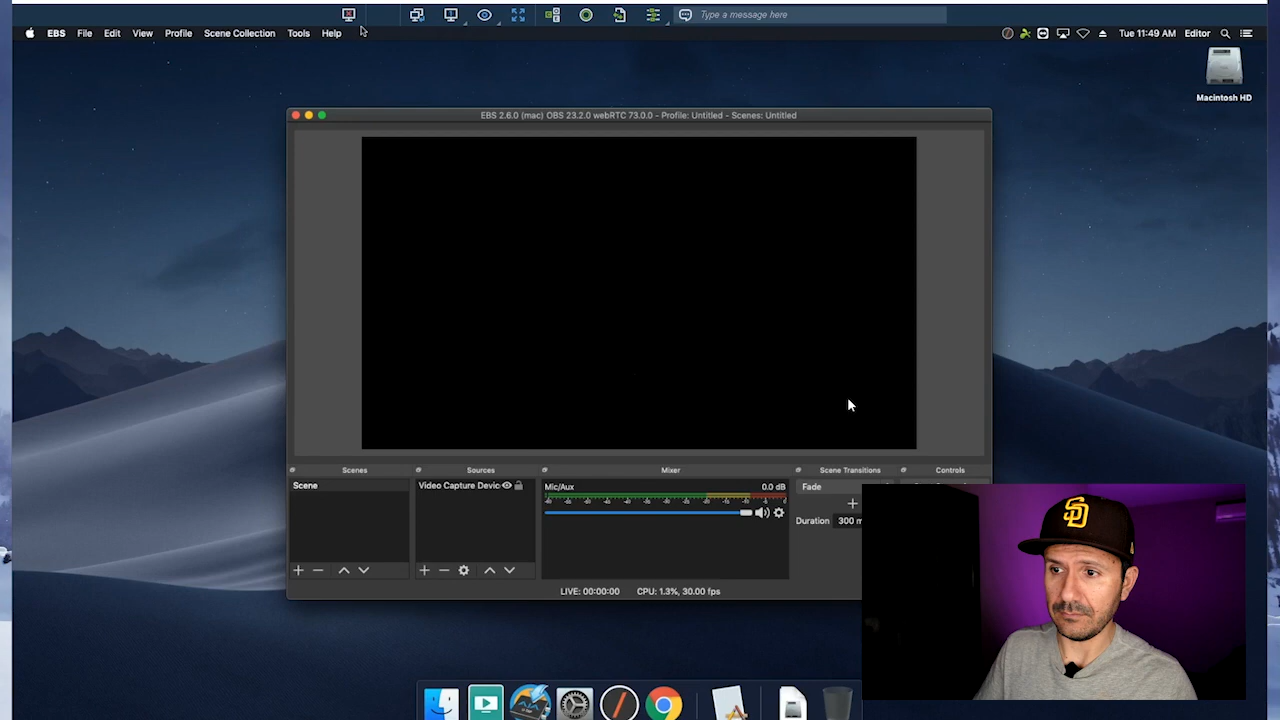 Type a message here
EBS File Edit View Profile Scene Collection Tools Help
Tue 11:49 AM Editor
Macintosh HD
EBS 2.6.0 (mac) OBS 23.2.0 webRTC 73.0.0 - Profile: Untitled - Scenes: Untitled
Scenes Sources Mixer Scene Transitions Controls
Scene Video Capture Devic Mic/Aux 0.0 dB Fade
Duration 300 m
LIVE: 00:00:00 CPU: 1.3%, 30.00 fps
SD